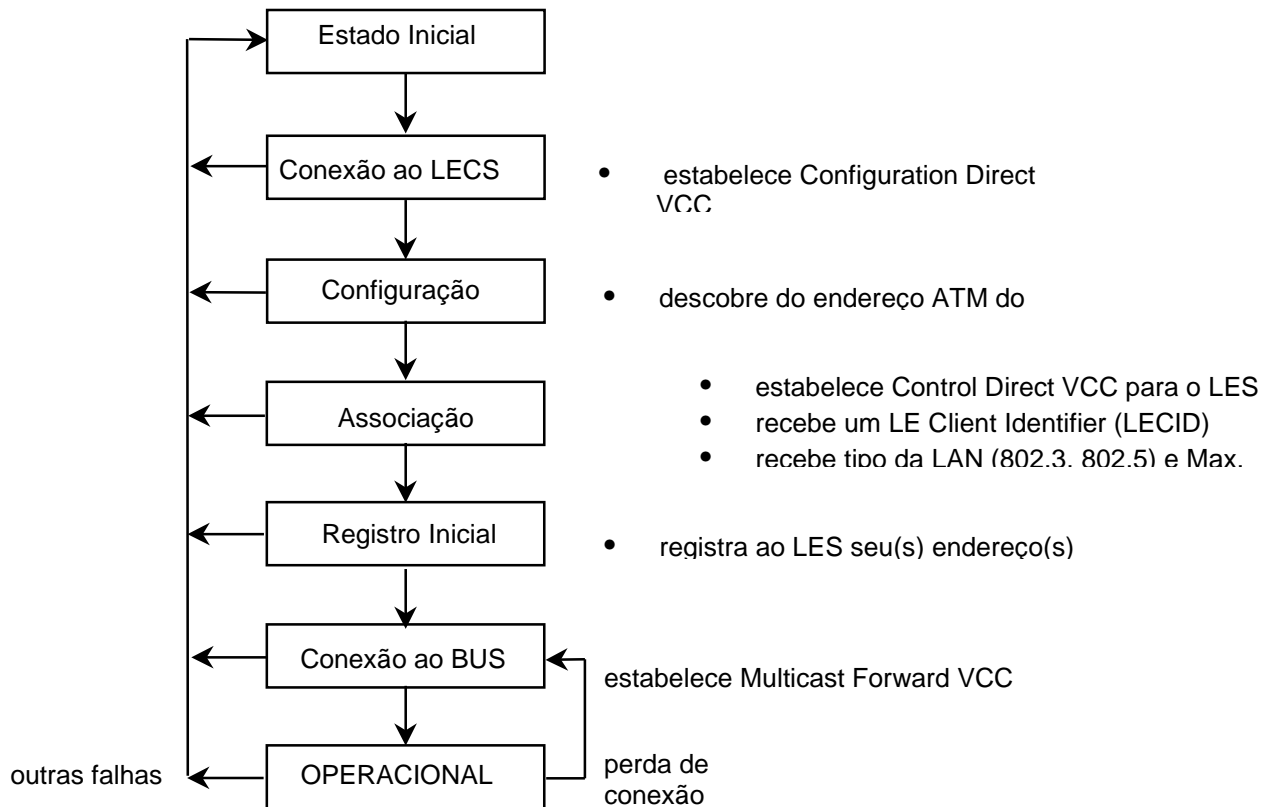 Estado Inicial
Conexão ao LECS
• estabelece Configuration Direct
VCC
Configuração
• descobre do endereço ATM do
Associação
• estabelece Control Direct VCC para o LES
• recebe um LE Client Identifier (LECID)
• recebe tipo da LAN (802.3, 802.5) e Max.
Registro Inicial
• registra ao LES seu(s) endereço(s)
Conexão ao BUS
estabelece Multicast Forward VCC
outras falhas
OPERACIONAL
perda de
conexão